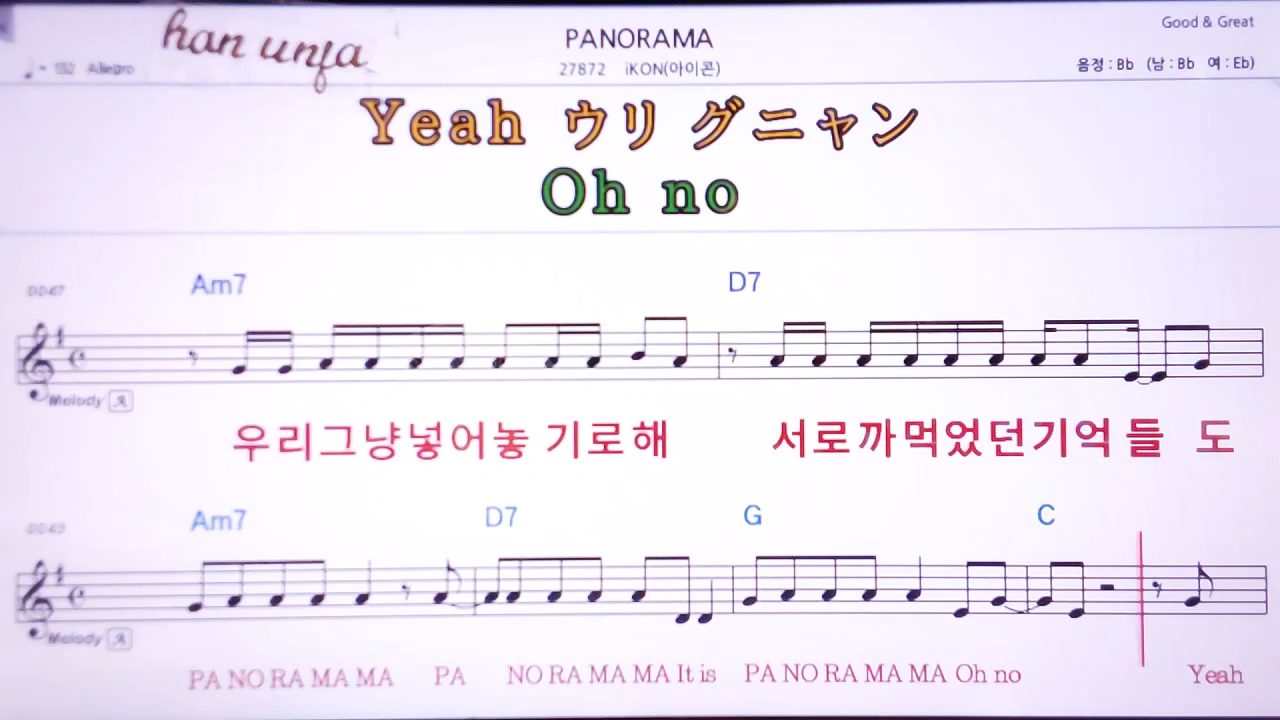 han unfa
PANORAMA
Good & Great
♩ = 152 Allegro
27872 iKON(아이콘)
음정 : Bb (남 : Bb 여 : Eb)
Yeah ウリ グニャン
Oh no
Am7 D7
0047
Melody A
우리그냥넣어놓 기로해 서로까먹었던기억 들 도
Am7 D7 G C
0049
Melody A
PA NO RA MA MA PA NO RA MA MA It is PA NO RA MA MA Oh no Yeah